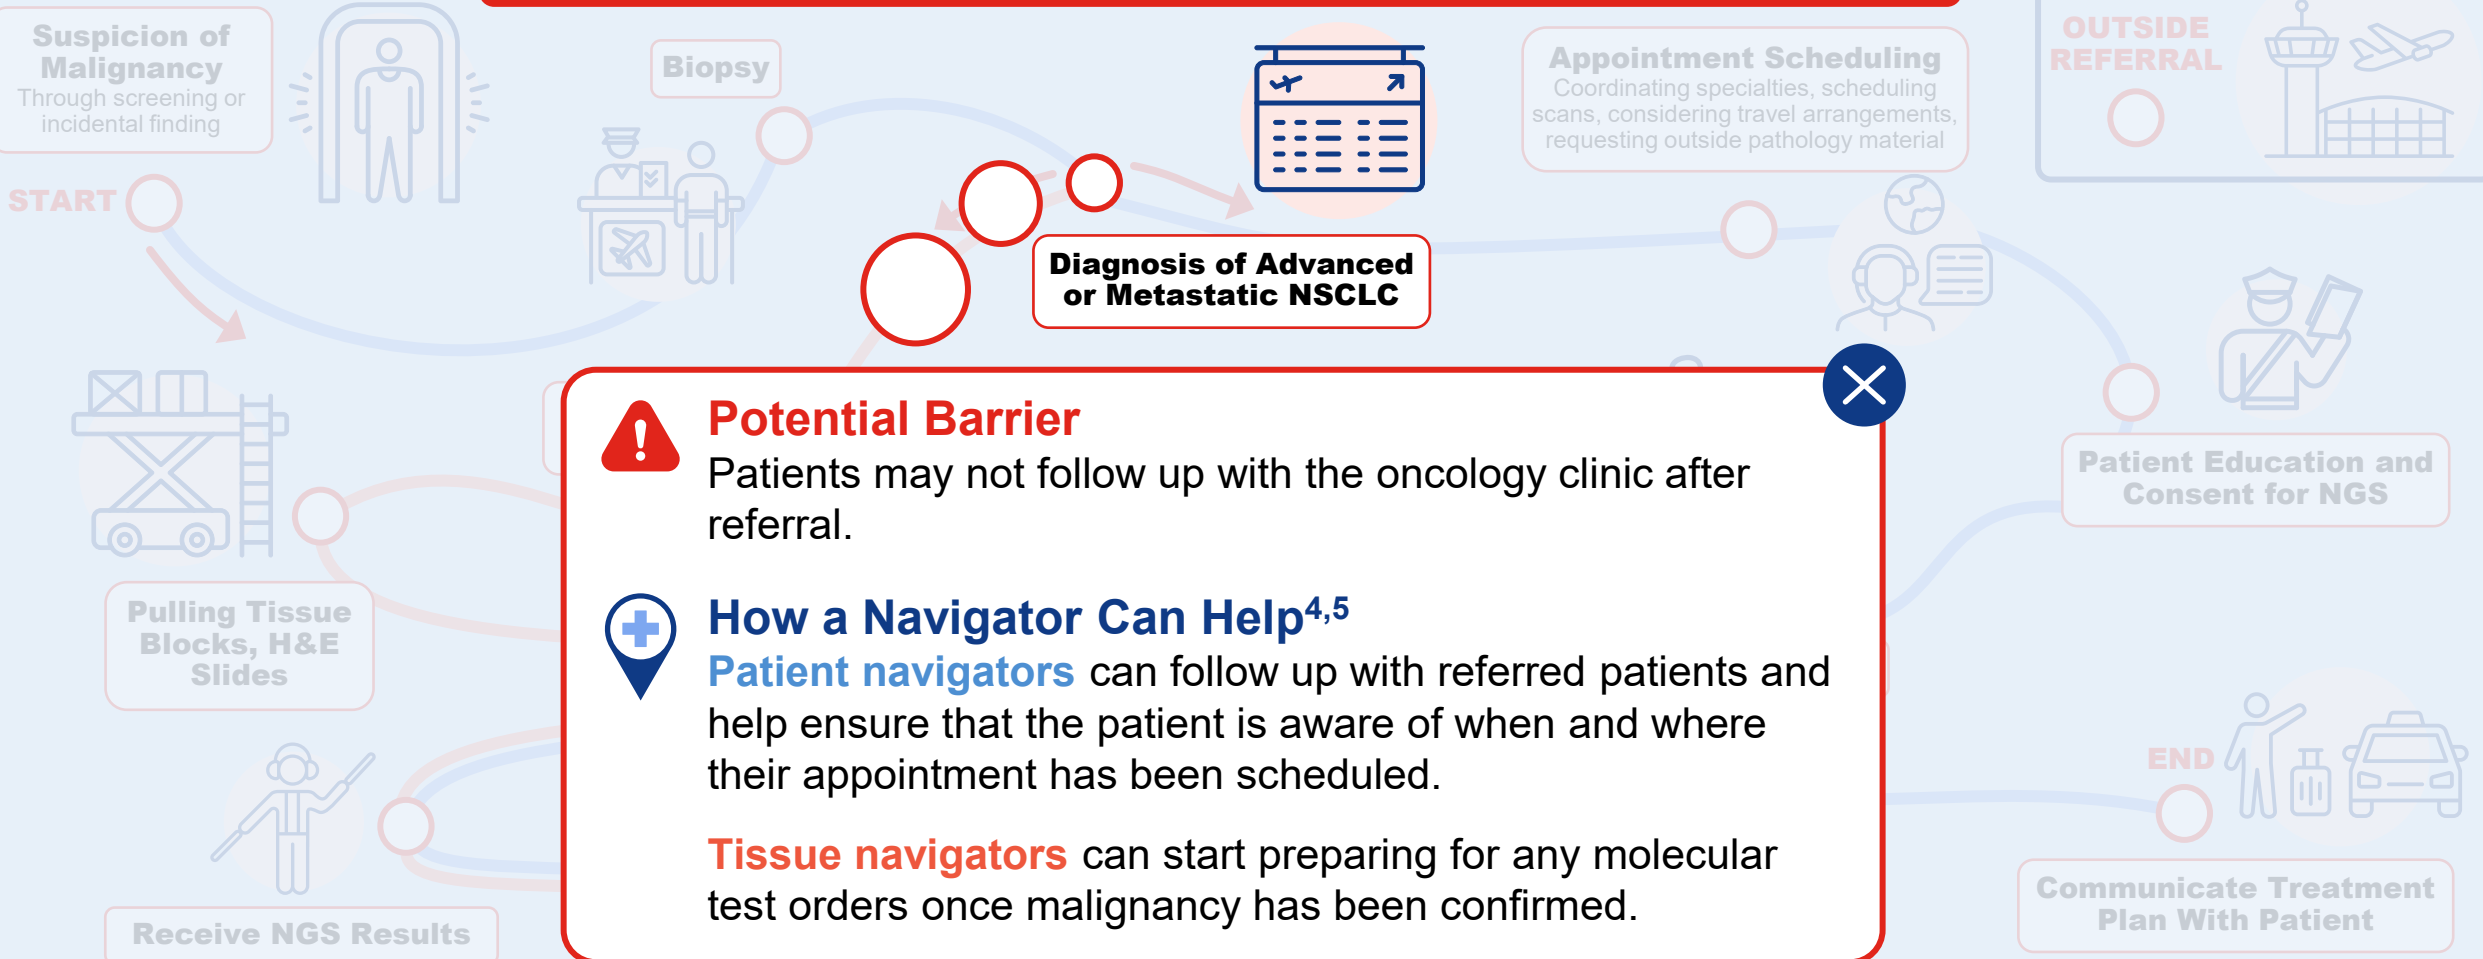 Suspicion of
Malignancy
Through screening or
incidental finding
START
Biopsy
Diagnosis of Advanced
or Metastatic NSCLC
Appointment Scheduling
Coordinating specialties, scheduling
scans, considering travel arrangements,
requesting outside pathology material
OUTSIDE
REFERRAL
Patient Education and
Consent for NGS
Pulling Tissue
Blocks, H&E
Slides
Receive NGS Results
Potential Barrier
Patients may not follow up with the oncology clinic after
referral.
How a Navigator Can Help4,5
Patient navigators can follow up with referred patients and
help ensure that the patient is aware of when and where
their appointment has been scheduled.
Tissue navigators can start preparing for any molecular
test orders once malignancy has been confirmed.
END
Communicate Treatment
Plan With Patient